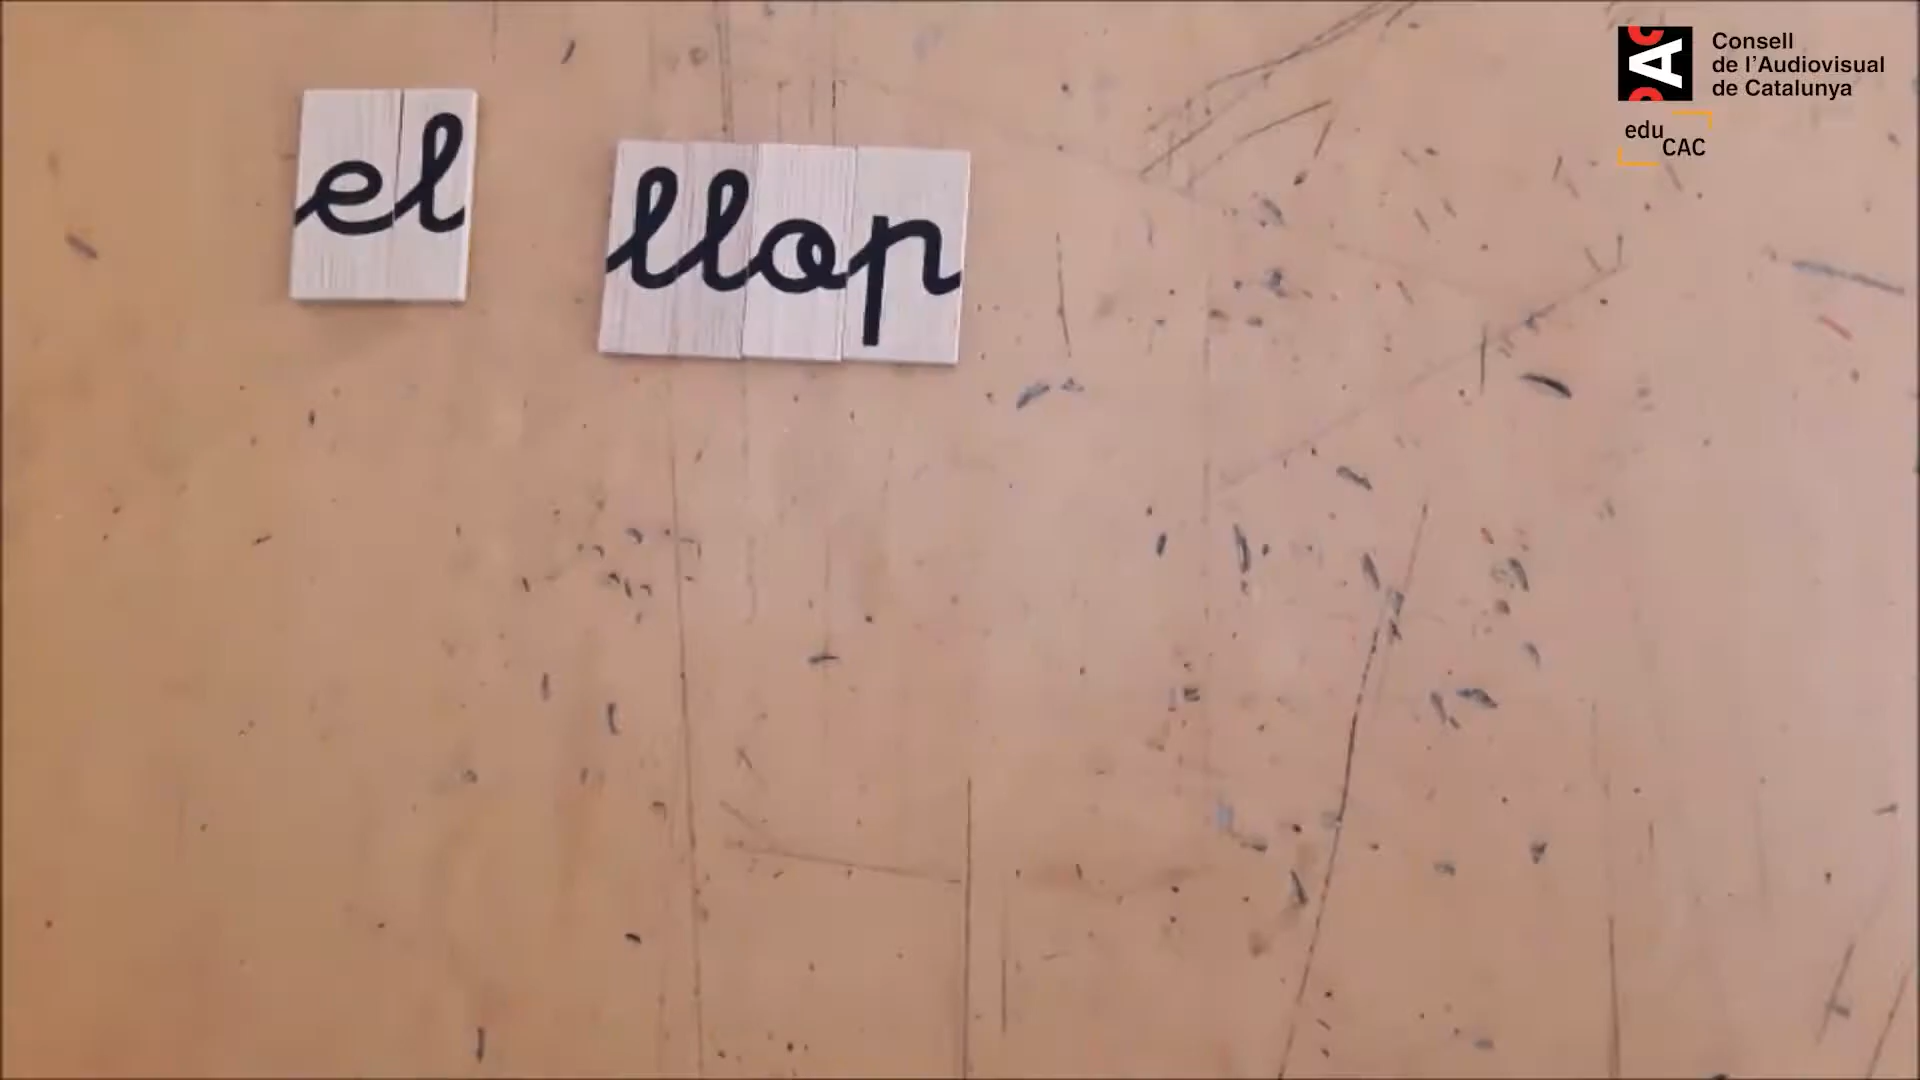 el llop
Consell
de l'Audiovisual
de Catalunya
edu
CAC